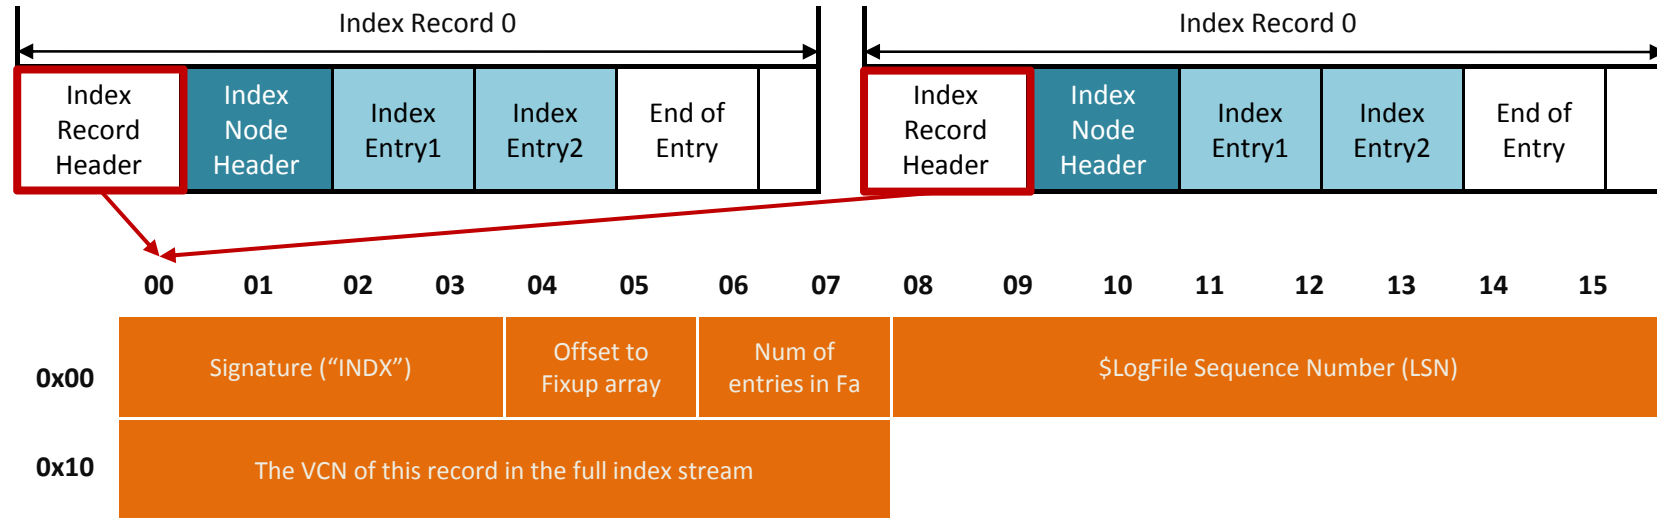 Index Record 0
Index Record 0
Index
Record
Header
Index
Node
Header
Index
Entry1
Index
Entry2
End of
Entry
Index
Record
Header
Index
Node
Header
Index
Entry1
Index
Entry2
End of
Entry
00 01 02 03 04 05 06 07 08 09 10 11 12 13 14 15
0x00
Signature (“INDX”)
Offset to
Fixup array
Num of
entries in Fa
$LogFile Sequence Number (LSN)
0x10
The VCN of this record in the full index stream